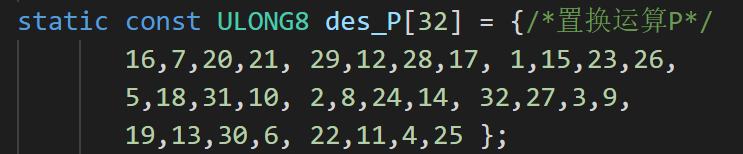 static const ULONG8 des_P[32] = {/*置换运算P*/
16,7,20,21, 29,12,28,17, 1,15,23,26,
5,18,31,10, 2,8,24,14, 32,27,3,9,
19,13,30,6, 22,11,4,25 };